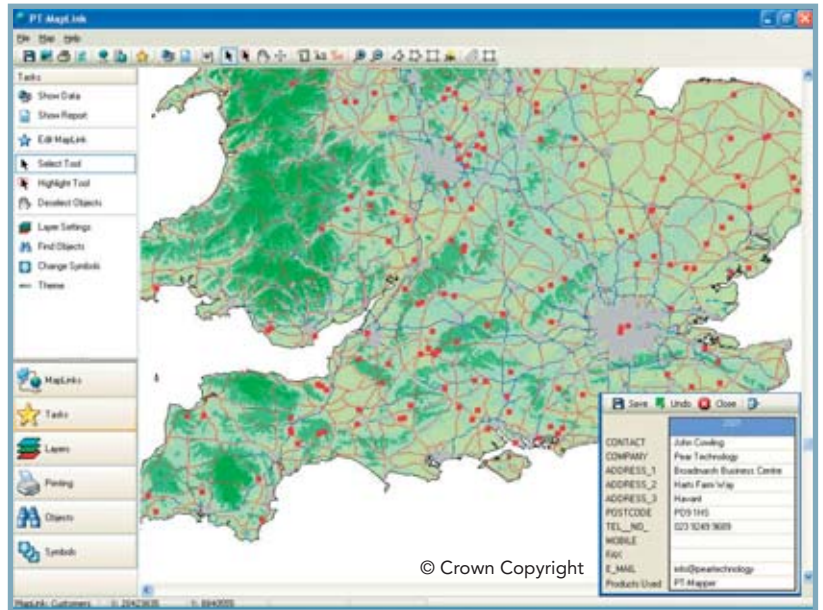 PT MapLink
File Map Help
Tasks
Show Data
Show Report
Edit MapLink
Select Tool
Highlight Tool
Deselect Objects
Layer Settings
Find Objects
Change Symbols
Theme
MapLinks
Tasks
Layers
Printing
Objects
Symbols
Save Undo Close
CONTACT John Cowling
COMPANY Pear Technology
ADDRESS_1 Broadmarsh Business Centre
ADDRESS_2 Harts Farm Way
ADDRESS_3 Havant
POSTCODE PO9 1HS
TEL_NO_ 023 9249 9689
MOBILE
FAX
E_MAIL info@peartechnology
Products Used PT-Mapper
© Crown Copyright
MapLink: Customers